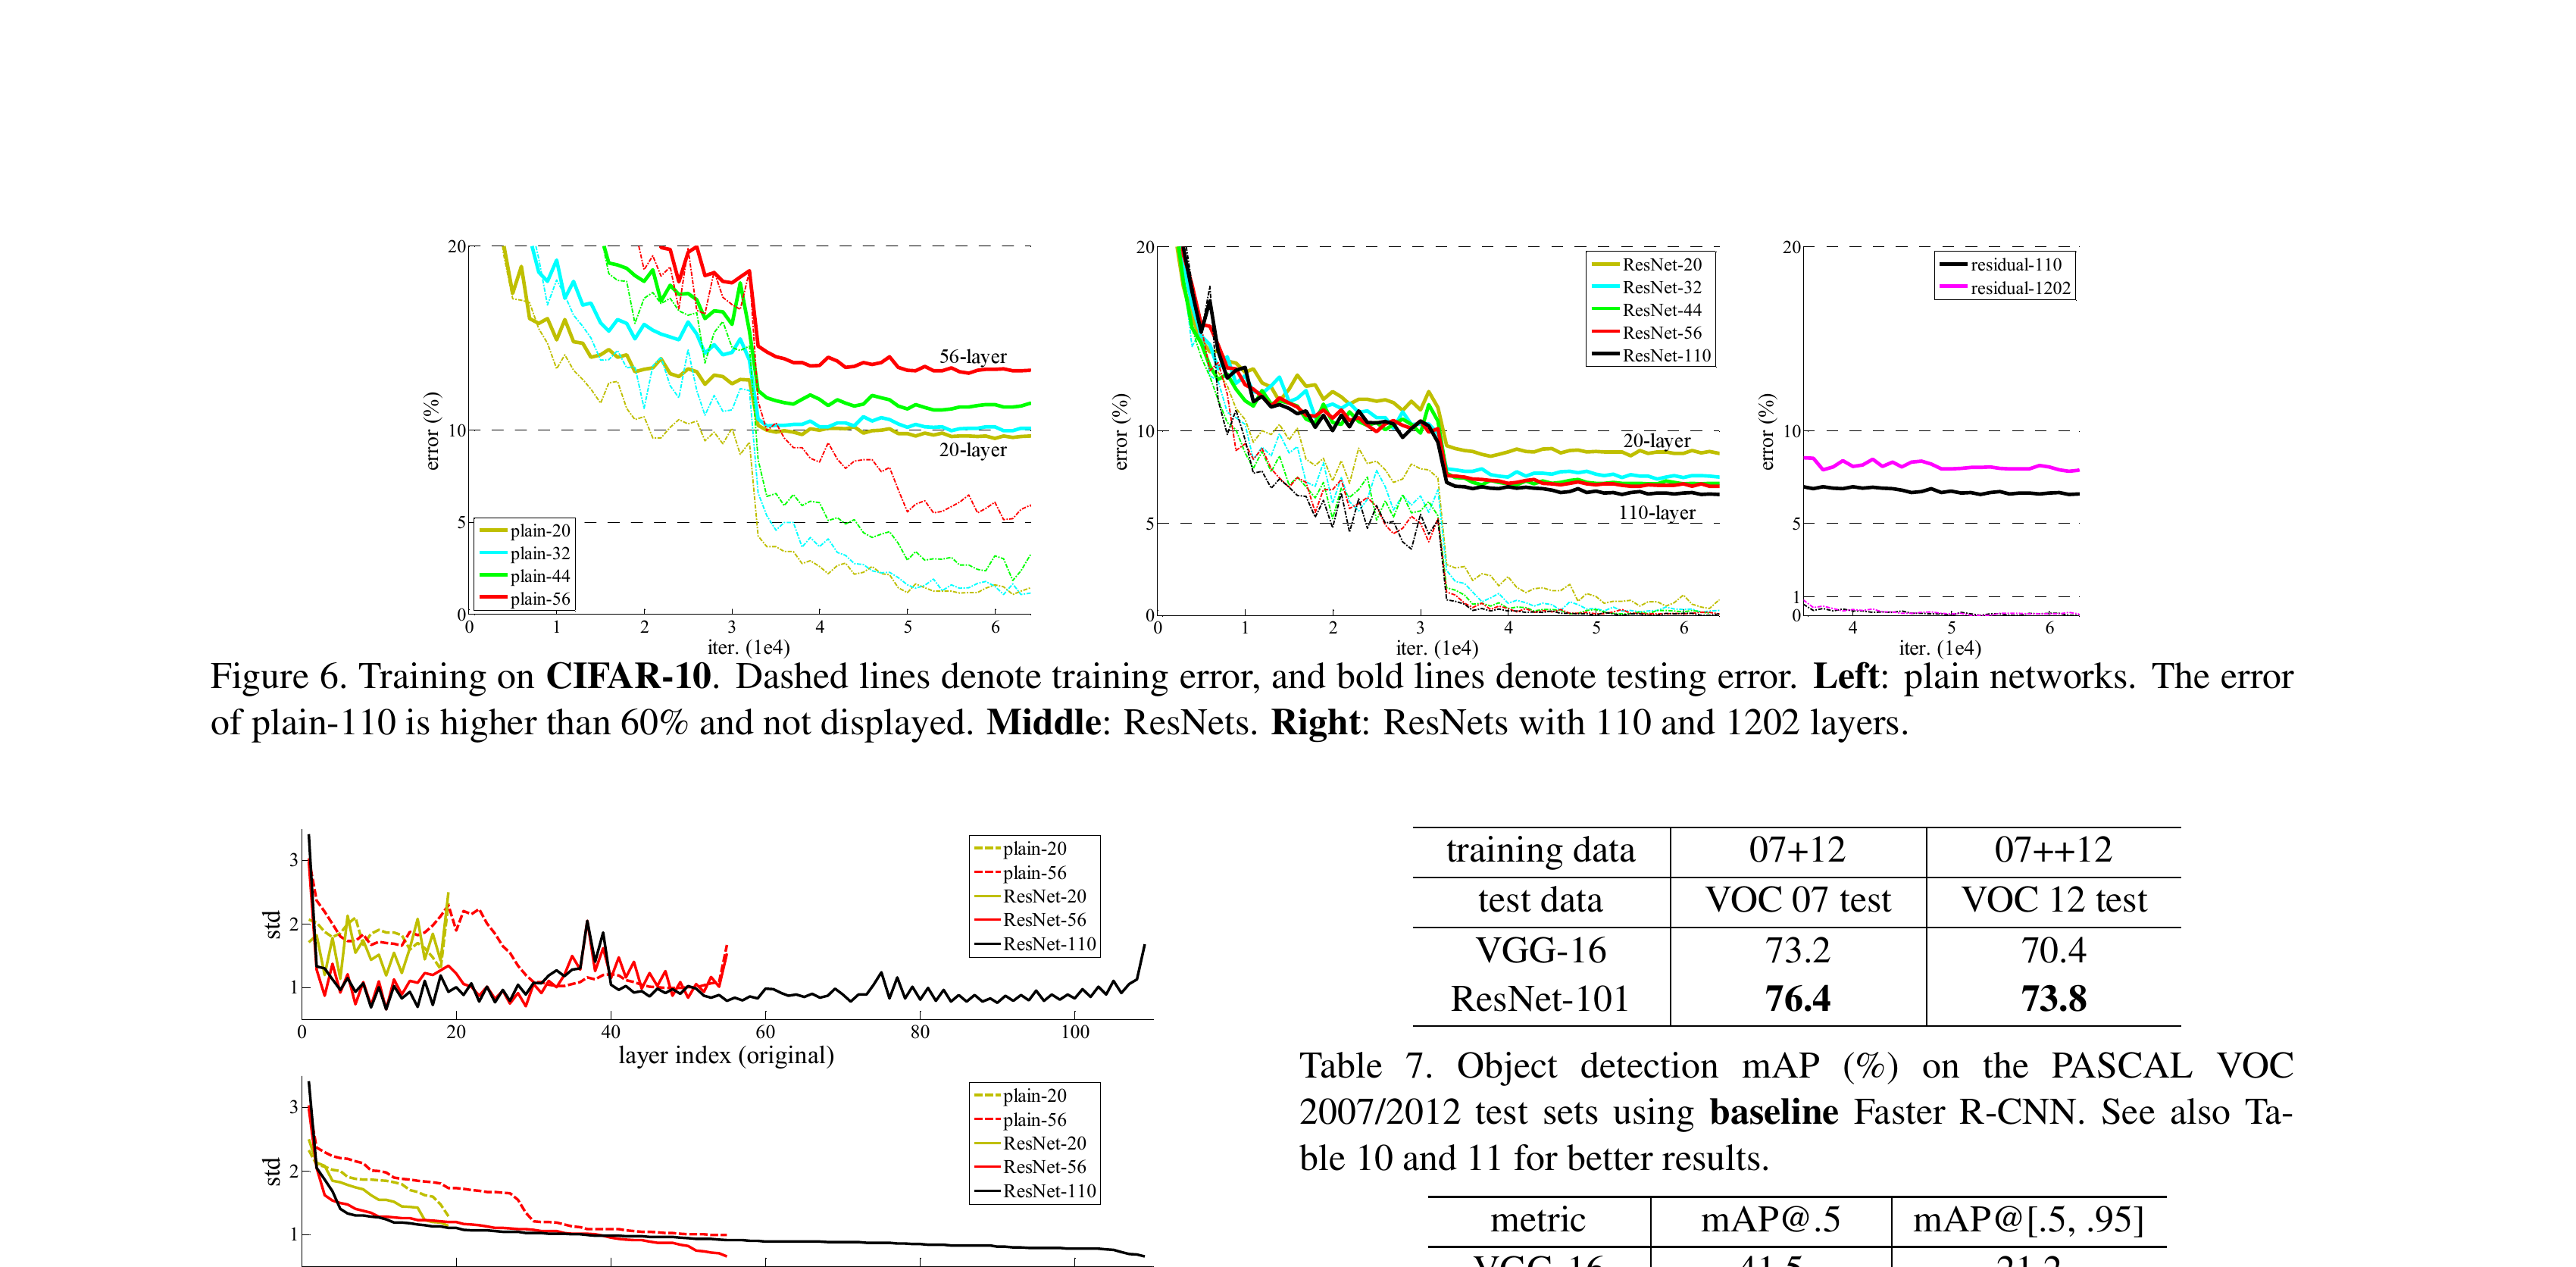 20
10
5
0
error (%)
56-layer
20-layer
plain-20
plain-32
plain-44
plain-56
0 1 2 3 4 5 6
iter. (1e4)
20
10
5
0
error (%)
ResNet-20
ResNet-32
ResNet-44
ResNet-56
ResNet-110
20-layer
110-layer
0 1 2 3 4 5 6
iter. (1e4)
20
10
5
1
0
error (%)
residual-110
residual-1202
4 5 6
iter. (1e4)
Figure 6. Training on CIFAR-10. Dashed lines denote training error, and bold lines denote testing error. Left: plain networks. The error
of plain-110 is higher than 60% and not displayed. Middle: ResNets. Right: ResNets with 110 and 1202 layers.
3
2
1
std
plain-20
plain-56
ResNet-20
ResNet-56
ResNet-110
0 20 40 60 80 100
layer index (original)
3
2
1
std
plain-20
plain-56
ResNet-20
ResNet-56
ResNet-110
training data 07+12 07++12
test data VOC 07 test VOC 12 test
VGG-16 73.2 70.4
ResNet-101 76.4 73.8
Table 7. Object detection mAP (%) on the PASCAL VOC
2007/2012 test sets using baseline Faster R-CNN. See also Ta-
ble 10 and 11 for better results.
metric mAP@.5 mAP@[.5, .95]
VGG-16 41.5 21.2